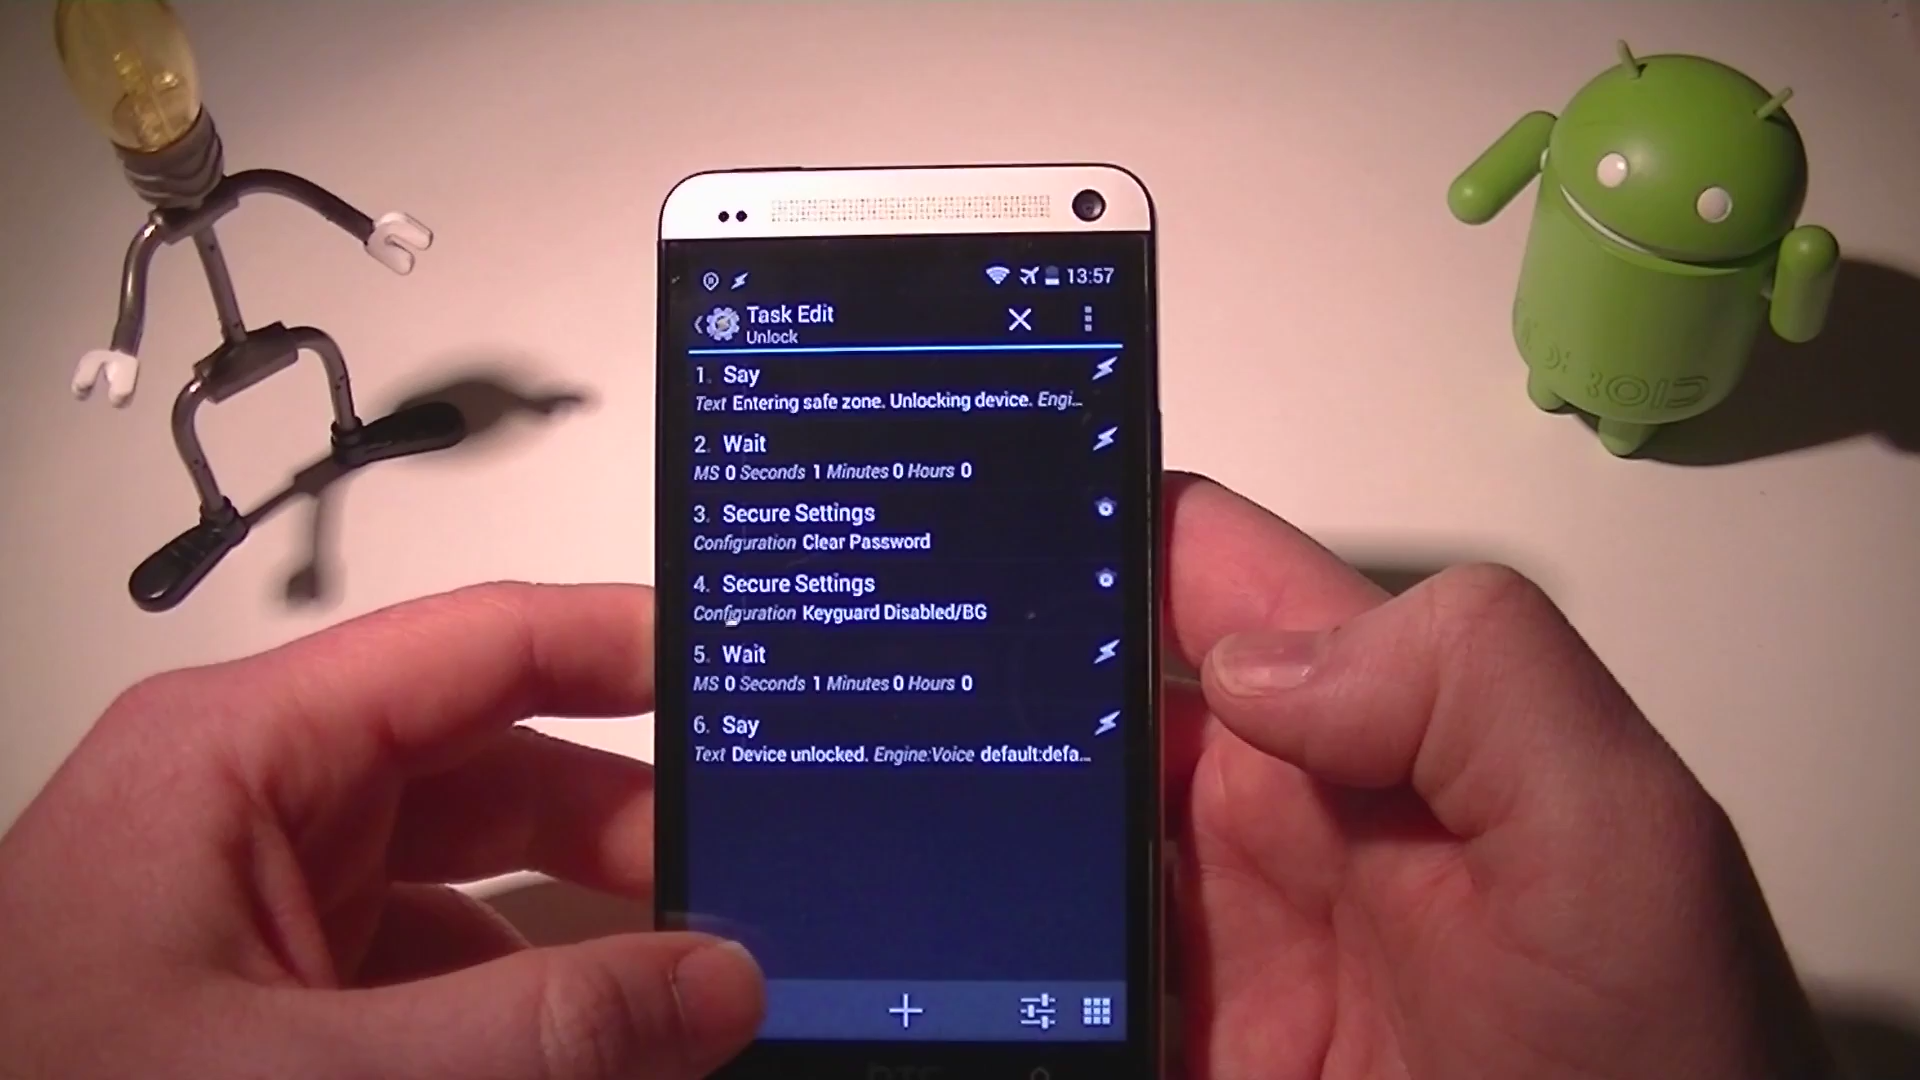 13:57
Task Edit
Unlock
1. Say
Text Entering safe zone. Unlocking device. Engi...
2. Wait
MS 0 Seconds 1 Minutes 0 Hours 0
3. Secure Settings
Configuration Clear Password
4. Secure Settings
Configuration Keyguard Disabled/BG
5. Wait
MS 0 Seconds 1 Minutes 0 Hours 0
6. Say
Text Device unlocked. Engine:Voice default:defa...